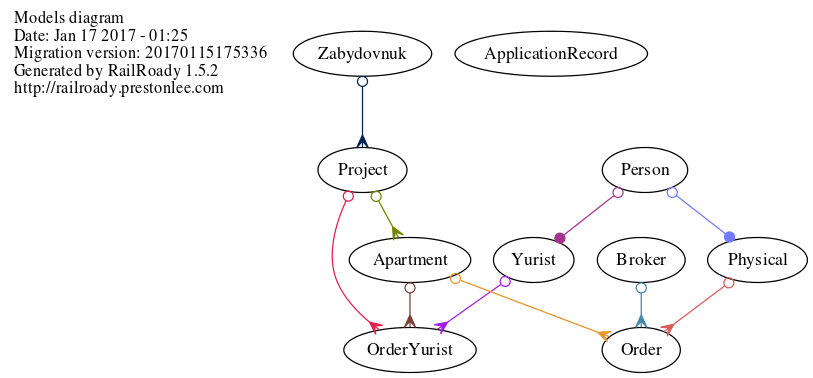 Models diagram
Date: Jan 17 2017 - 01:25
Migration version: 20170115175336
Generated by RailRoady 1.5.2
http://railroady.prestonlee.com
Zabydovnuk
ApplicationRecord
Project
Person
Apartment
Yurist
Broker
Physical
OrderYurist
Order